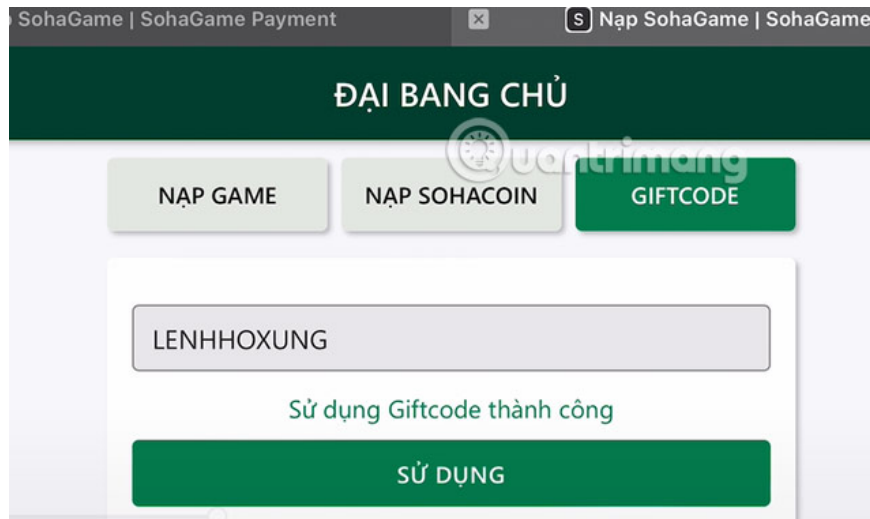 SohaGame | SohaGame Payment
S Nạp SohaGame | SohaGame
ĐẠI BANG CHỦ
Quantrimang
NẠP GAME
NẠP SOHACOIN
GIFTCODE
LENHHOXUNG
Sử dụng Giftcode thành công
SỬ DỤNG